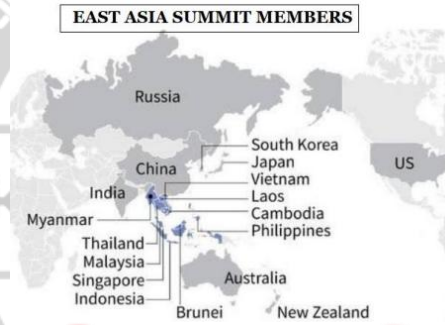 EAST ASIA SUMMIT MEMBERS
Russia
South Korea
Japan
China
Vietnam
US
India
Laos
Cambodia
Myanmar
Philippines
Thailand
Malaysia
Singapore
Australia
Indonesia
Brunei
New Zealand